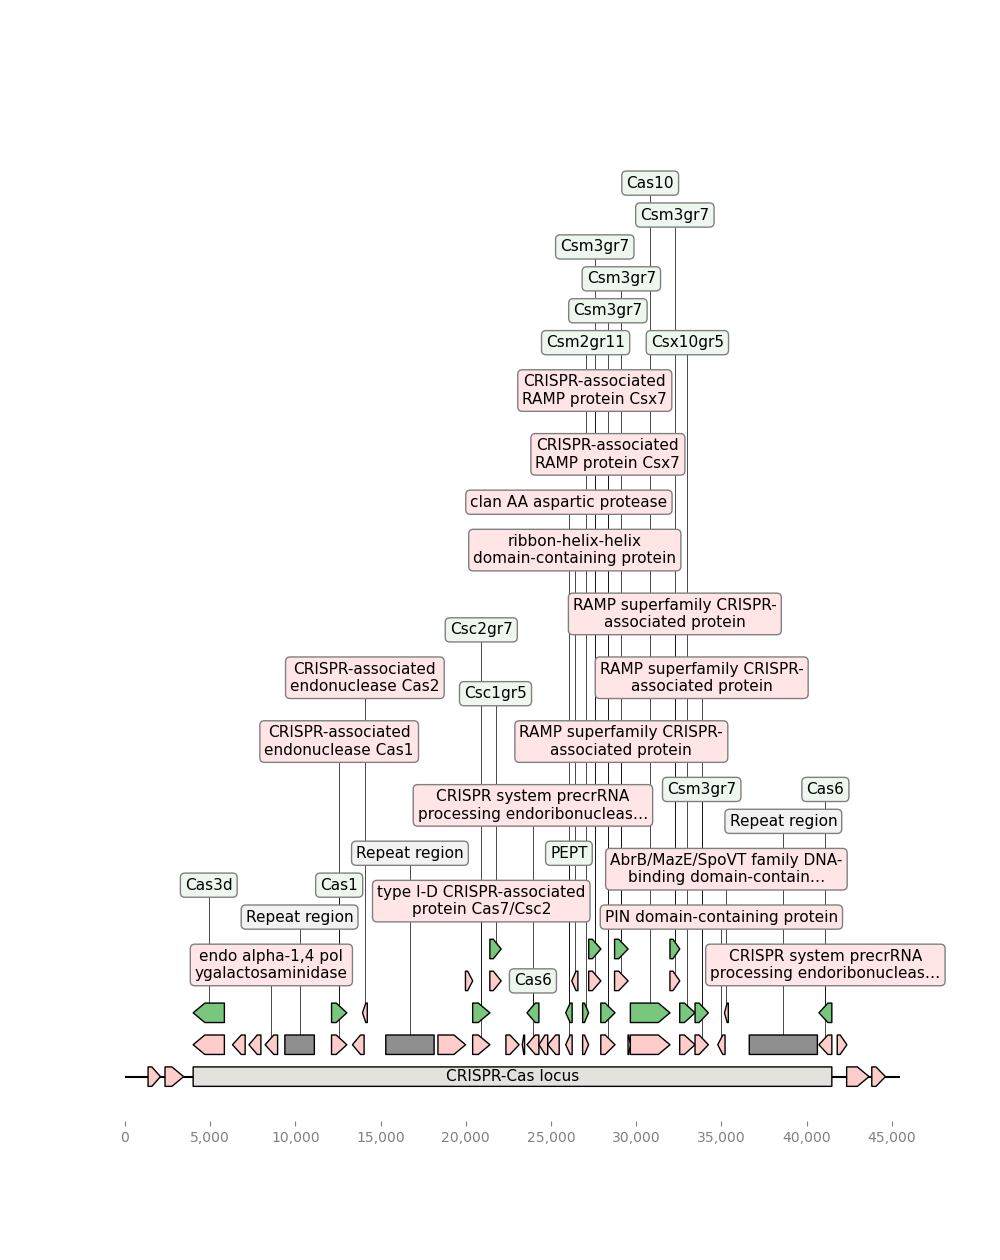 Cas10
Csm3gr7
Csm3gr7
Csm3gr7
Csm3gr7
Csm2gr11
Csx10gr5
CRISPR-associated
RAMP protein Csx7
CRISPR-associated
RAMP protein Csx7
clan AA aspartic protease
ribbon-helix-helix
domain-containing protein
RAMP superfamily CRISPR-
associated protein
Csc2gr7
CRISPR-associated
endonuclease Cas2
RAMP superfamily CRISPR-
associated protein
Csc1gr5
CRISPR-associated
endonuclease Cas1
RAMP superfamily CRISPR-
associated protein
Csm3gr7
Cas6
CRISPR system precrRNA
processing endoribonucleas…
Repeat region
Repeat region
PEPT
AbrB/MazE/SpoVT family DNA-
binding domain-contain…
Cas3d
Cas1
type I-D CRISPR-associated
protein Cas7/Csc2
Repeat region
PIN domain-containing protein
endo alpha-1,4 pol
ygalactosaminidase
CRISPR system precrRNA
processing endoribonucleas…
Cas6
CRISPR-Cas locus
0
5,000
10,000
15,000
20,000
25,000
30,000
35,000
40,000
45,000